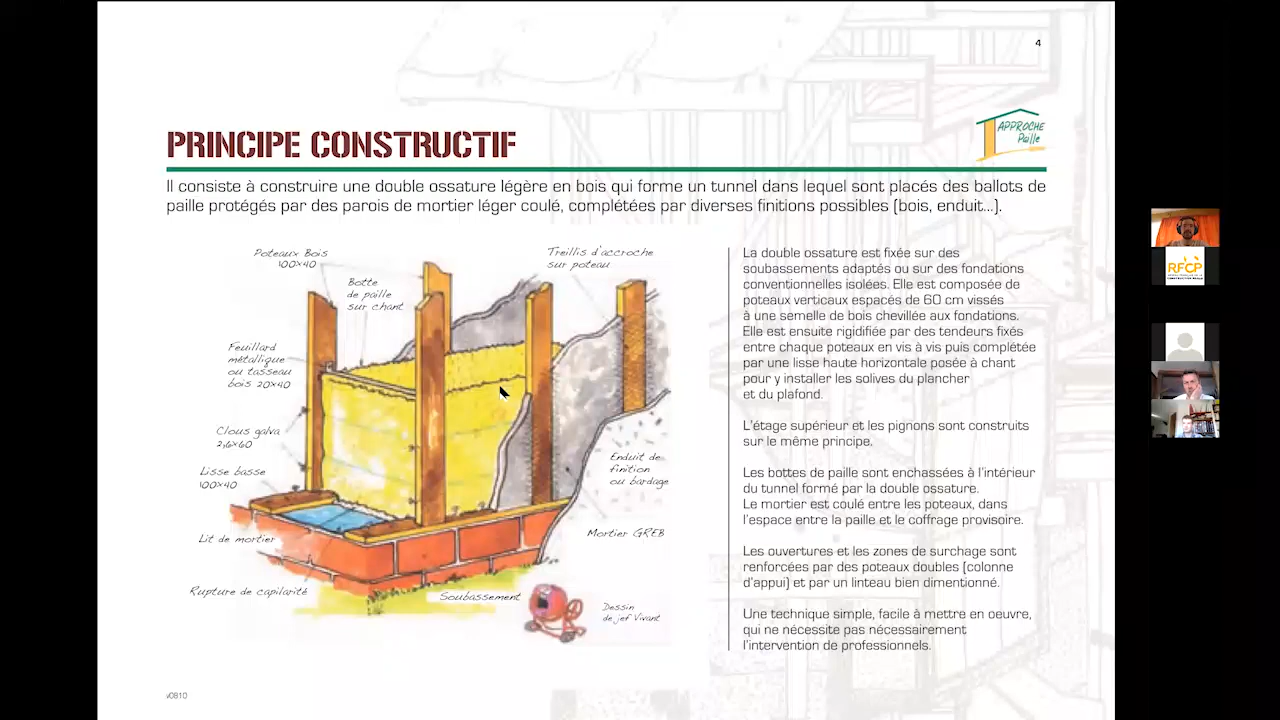 4
APPROCHE
Paille
PRINCIPE CONSTRUCTIF
Il consiste à construire une double ossature légère en bois qui forme un tunnel dans lequel sont placés des ballots de
paille protégés par des parois de mortier léger coulé, complétées par diverses finitions possibles (bois, enduit...).
Poteaux Bois
100x40
Treillis d'accroche
sur poteau
Botte
de paille
sur chant
Feuillard
métallique
ou tasseau
bois 20x40
Clous galva
2,6x60
Lisse basse
100x40
Lit de mortier
Rupture de capilarité
Soubassement
Enduit de
finition
ou bardage
Mortier GREB
Dessin
de jef Vivant
La double ossature est fixée sur des
soubassements adaptés ou sur des fondations
conventionnelles isolées. Elle est composée de
poteaux verticaux espacés de 60 cm vissés
à une semelle de bois chevillée aux fondations.
Elle est ensuite rigidifiée par des tendeurs fixés
entre chaque poteaux en vis à vis puis complétée
par une lisse haute horizontale posée à chant
pour y installer les solives du plancher
et du plafond.
L'étage supérieur et les pignons sont construits
sur le même principe.
Les bottes de paille sont enchassées à l'intérieur
du tunnel formé par la double ossature.
Le mortier est coulé entre les poteaux, dans
l'espace entre la paille et le coffrage provisoire.
Les ouvertures et les zones de surchage sont
renforcées par des poteaux doubles (colonne
d'appui) et par un linteau bien dimentionné.
Une technique simple, facile à mettre en oeuvre,
qui ne nécessite pas nécessairement
l'intervention de professionnels.
v0810
RFCP